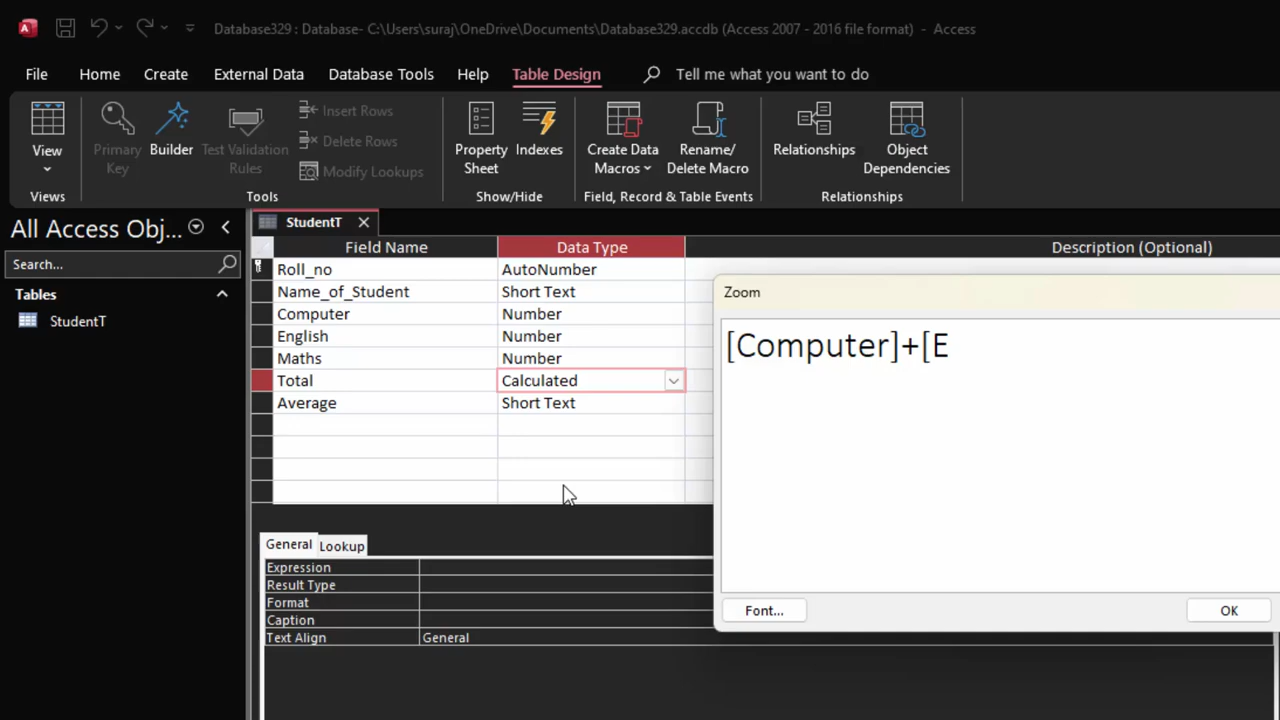 Database329 : Database- C:\Users\suraj\OneDrive\Documents\Database329.accdb (Access 2007 - 2016 file format) - Access
File Home Create External Data Database Tools Help Table Design Tell me what you want to do
View
Primary Key
Builder
Test Validation Rules
Insert Rows
Delete Rows
Modify Lookups
Property Sheet
Indexes
Create Data Macros
Rename/ Delete Macro
Relationships
Object Dependencies
Views Tools Show/Hide Field, Record & Table Events Relationships
All Access Obj...
Search...
Tables
StudentT
StudentT
Field Name Data Type Description (Optional)
Roll_no AutoNumber
Name_of_Student Short Text
Computer Number
English Number
Maths Number
Total Calculated
Average Short Text
Zoom
[Computer]+[E
Font... OK
General Lookup
Expression
Result Type
Format
Caption
Text Align General